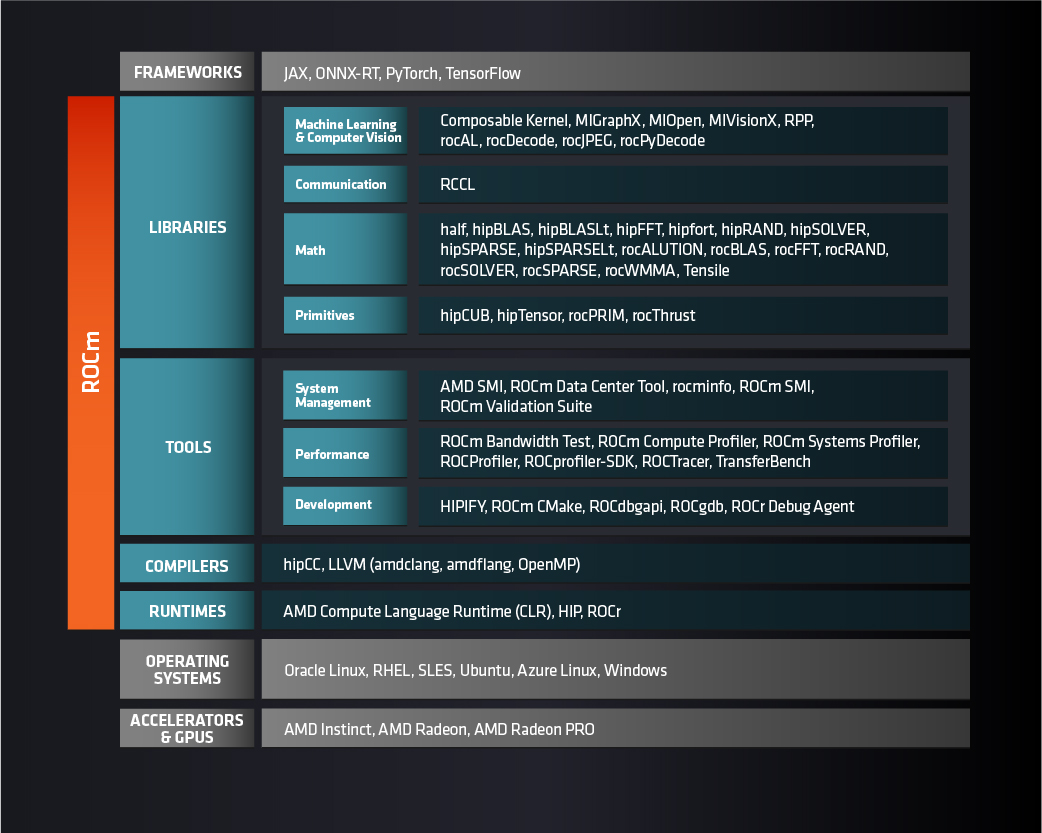 FRAMEWORKS
JAX, ONNX-RT, PyTorch, TensorFlow
ROCm
LIBRARIES
Machine Learning
& Computer Vision
Composable Kernel, MIGraphX, MIOpen, MIVisionX, RPP,
rocAL, rocDecode, rocJPEG, rocPyDecode
Communication
RCCL
Math
half, hipBLAS, hipBLASLt, hipFFT, hipfort, hipRAND, hipSOLVER,
hipSPARSE, hipSPARSELt, rocALUTION, rocBLAS, rocFFT, rocRAND,
rocSOLVER, rocSPARSE, rocWMMA, Tensile
Primitives
hipCUB, hipTensor, rocPRIM, rocThrust
TOOLS
System
Management
AMD SMI, ROCm Data Center Tool, rocminfo, ROCm SMI,
ROCm Validation Suite
Performance
ROCm Bandwidth Test, ROCm Compute Profiler, ROCm Systems Profiler,
ROCProfiler, ROCprofiler-SDK, ROCTracer, TransferBench
Development
HIPIFY, ROCm CMake, ROCdbgapi, ROCgdb, ROCr Debug Agent
COMPILERS
hipCC, LLVM (amdclang, amdflang, OpenMP)
RUNTIMES
AMD Compute Language Runtime (CLR), HIP, ROCr
OPERATING
SYSTEMS
Oracle Linux, RHEL, SLES, Ubuntu, Azure Linux, Windows
ACCELERATORS
& GPUS
AMD Instinct, AMD Radeon, AMD Radeon PRO